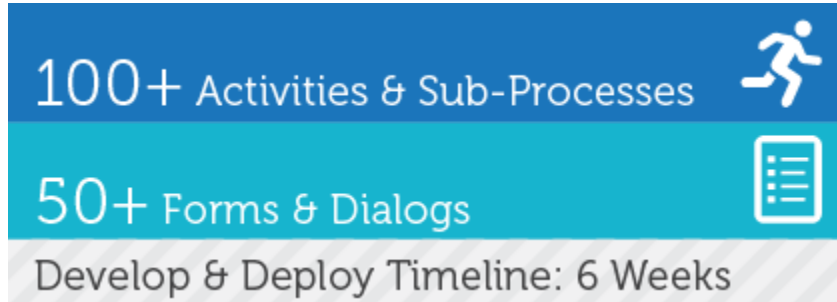 100+ Activities & Sub-Processes
50+ Forms & Dialogs
Develop & Deploy Timeline: 6 Weeks